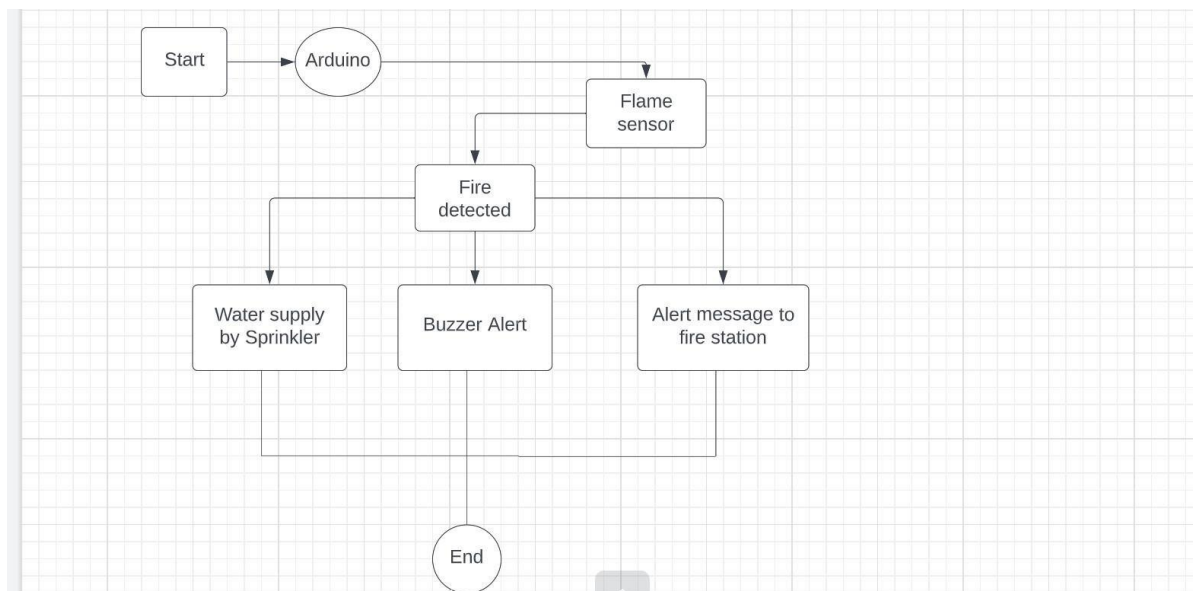 Start
Arduino
Flame
sensor
Fire
detected
Water supply
by Sprinkler
Buzzer Alert
Alert message to
fire station
End